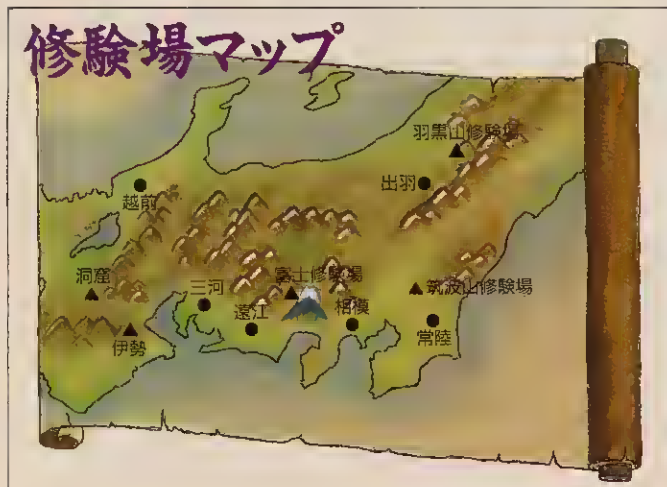 修験場マップ
羽黒山修験場
出羽
越前
洞窟
三河
富士修験場
筑波山修験場
伊勢
遠江
相模
常陸